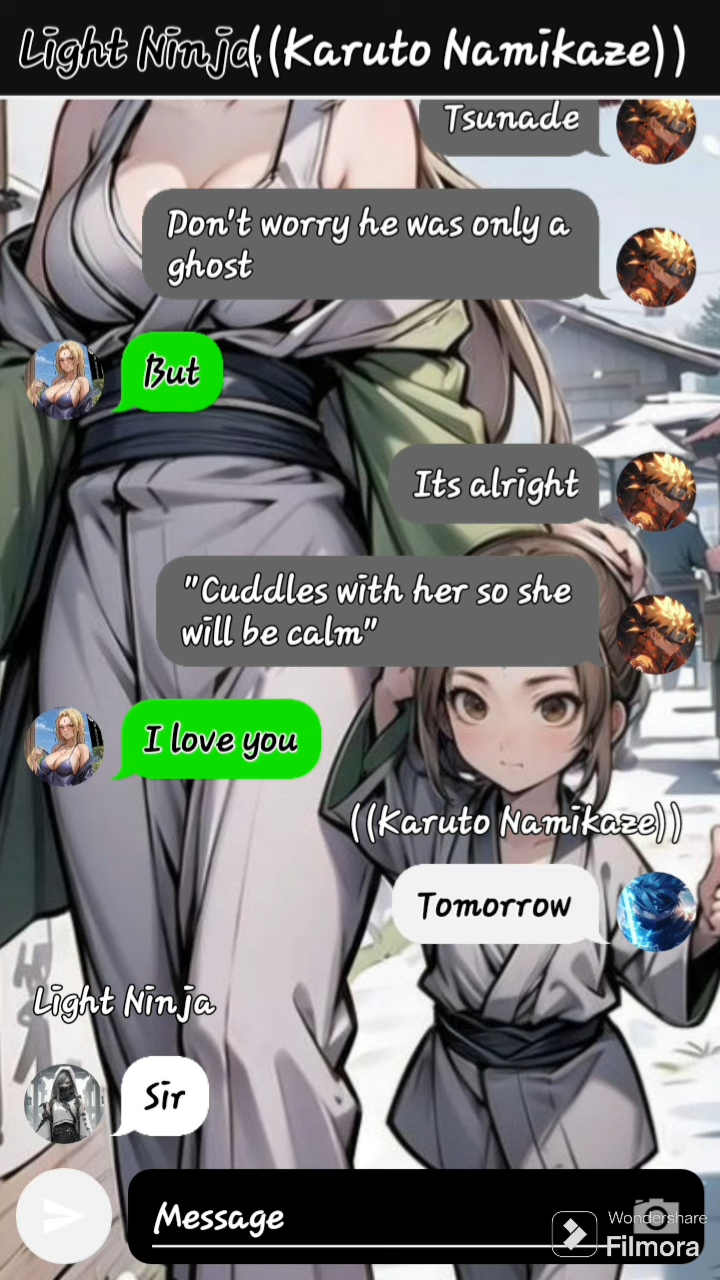 Light Ninja((Karuto Namikaze))
Tsunade
Don't worry he was only a
ghost
But
Its alright
"Cuddles with her so she
will be calm"
I love you
((Karuto Namikaze))
Tomorrow
Light Ninja
Sir
Message
Wondershare
Filmora